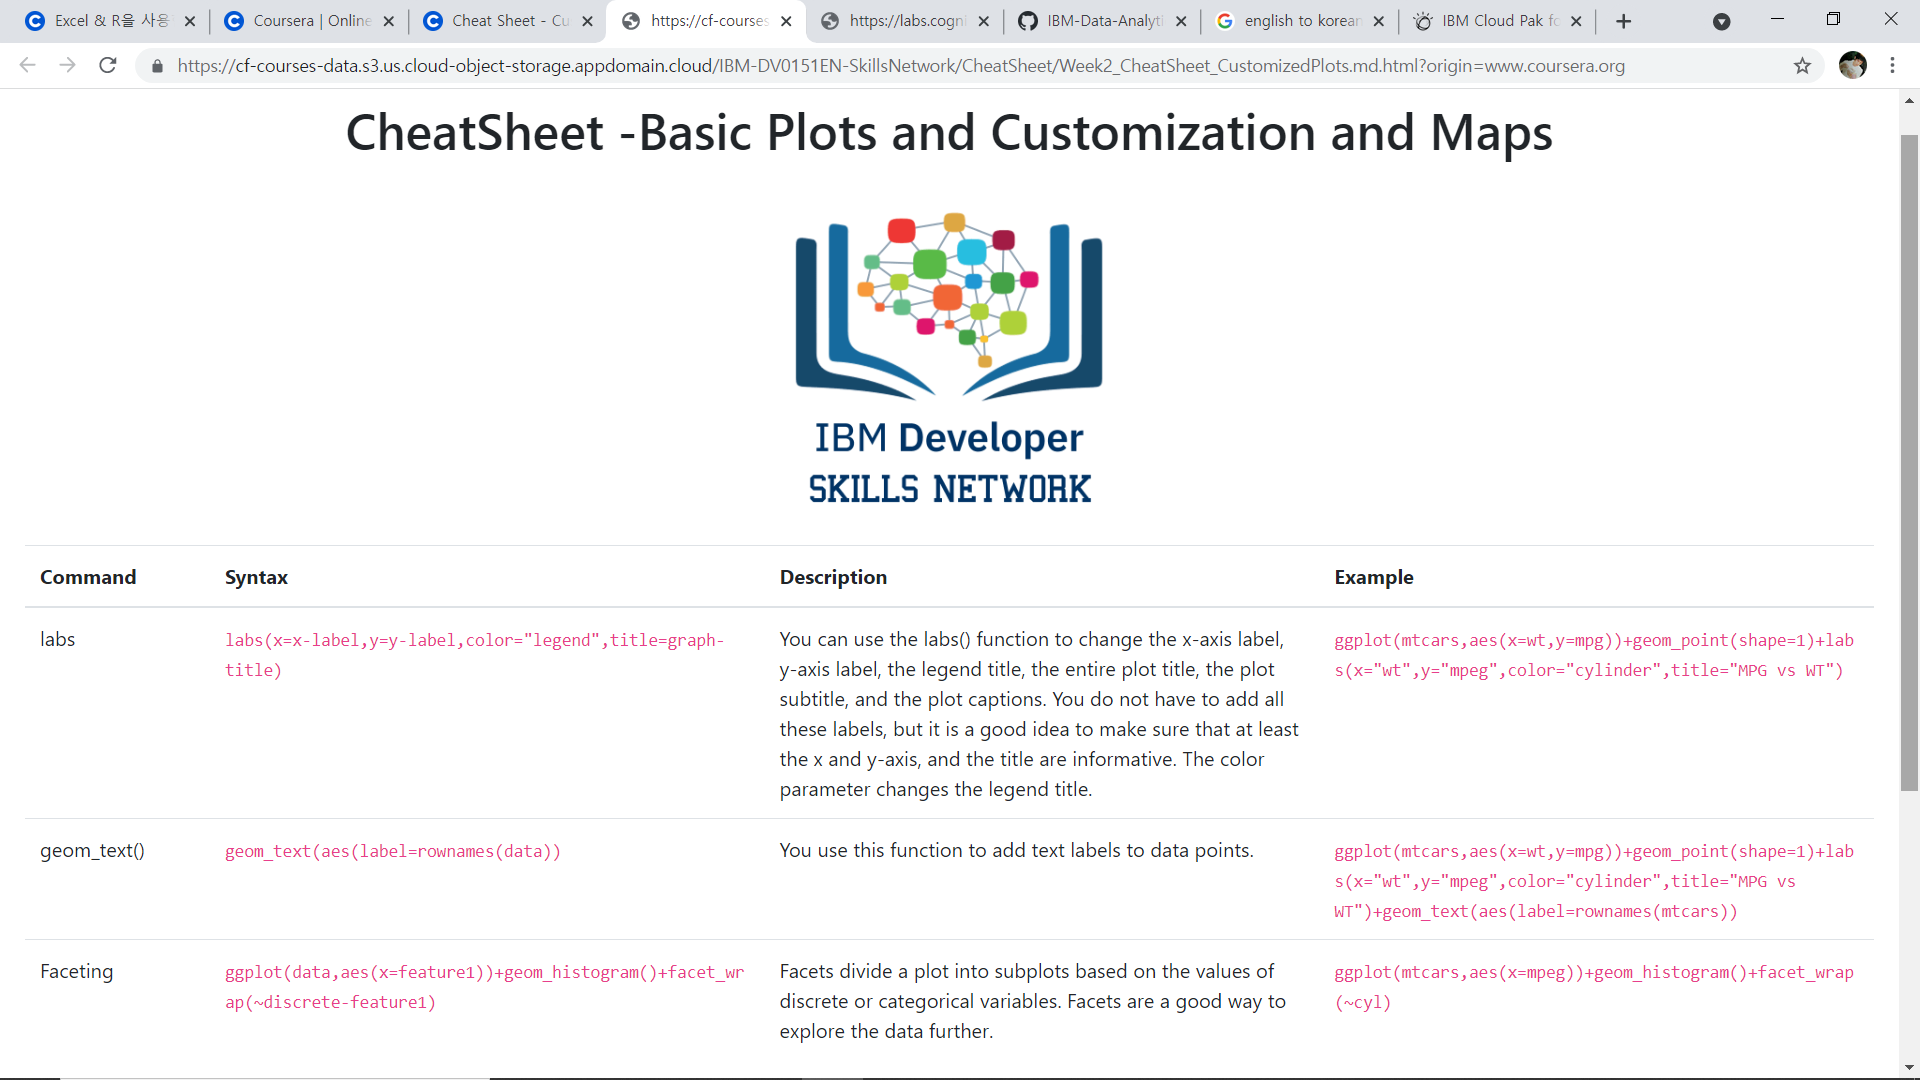 Excel & R을 사용
Coursera | Online
Cheat Sheet - Cu
https://cf-courses
https://labs.cogni
IBM-Data-Analyti
english to korean
IBM Cloud Pak fo
https://cf-courses-data.s3.us.cloud-object-storage.appdomain.cloud/IBM-DV0151EN-SkillsNetwork/CheatSheet/Week2_CheatSheet_CustomizedPlots.md.html?origin=www.coursera.org
CheatSheet -Basic Plots and Customization and Maps
IBM Developer
SKILLS NETWORK
Command Syntax Description Example
labs
labs(x=x-label,y=y-label,color="legend",title=graph-
title)
You can use the labs() function to change the x-axis label,
y-axis label, the legend title, the entire plot title, the plot
subtitle, and the plot captions. You do not have to add all
these labels, but it is a good idea to make sure that at least
the x and y-axis, and the title are informative. The color
parameter changes the legend title.
ggplot(mtcars,aes(x=wt,y=mpg))+geom_point(shape=1)+lab
s(x="wt",y="mpeg",color="cylinder",title="MPG vs WT")
geom_text()
geom_text(aes(label=rownames(data))
You use this function to add text labels to data points.
ggplot(mtcars,aes(x=wt,y=mpg))+geom_point(shape=1)+lab
s(x="wt",y="mpeg",color="cylinder",title="MPG vs
WT")+geom_text(aes(label=rownames(mtcars))
Faceting
ggplot(data,aes(x=feature1))+geom_histogram()+facet_wr
ap(~discrete-feature1)
Facets divide a plot into subplots based on the values of
discrete or categorical variables. Facets are a good way to
explore the data further.
ggplot(mtcars,aes(x=mpeg))+geom_histogram()+facet_wrap
(~cyl)